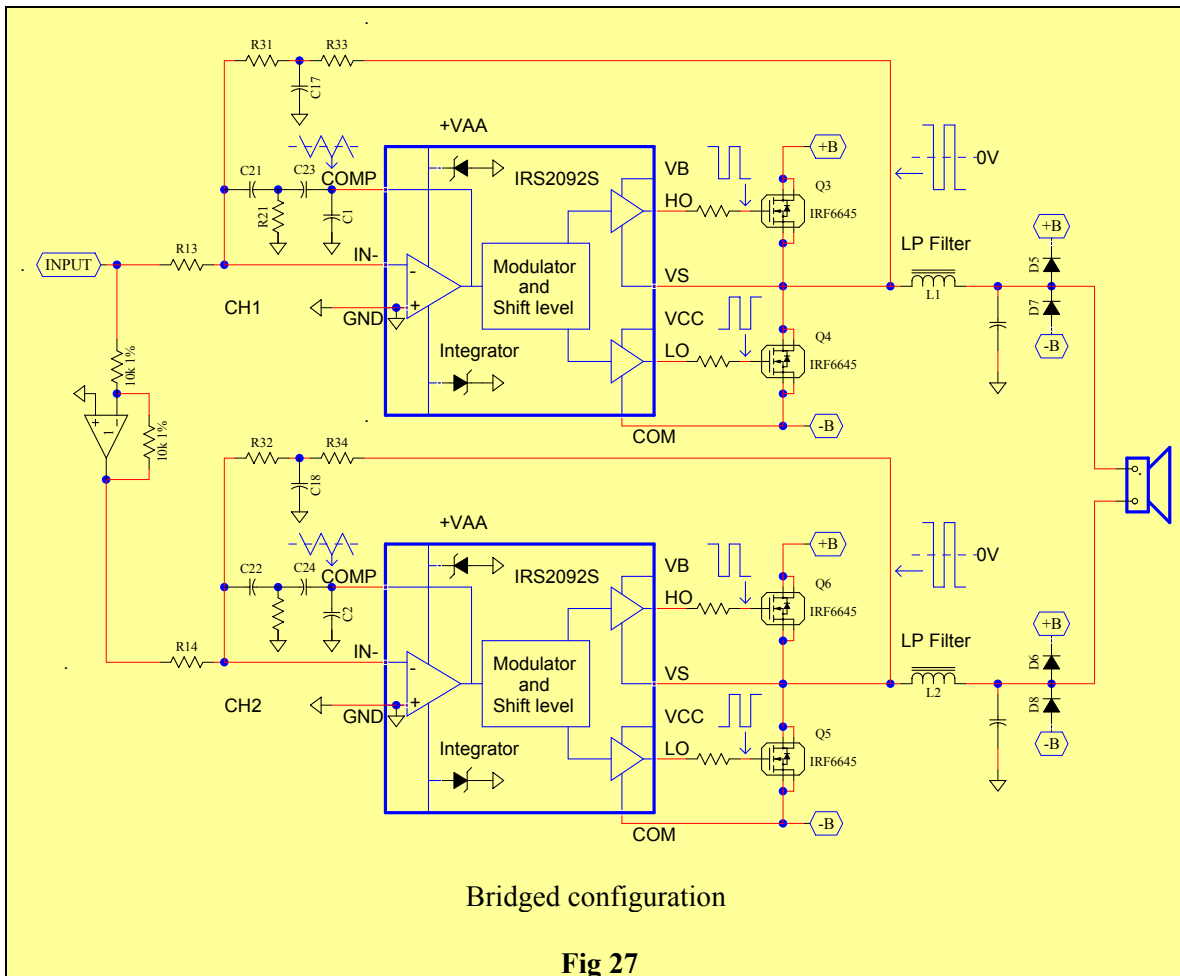 R31 R33
C17
+VAA
-0V
+B
C21 C23 COMP
IRS2092S
VB
HO
Q3
IRF6645
R21
C1
LP Filter
+B
D5
INPUT
R13
IN-
-
+
Modulator
and
Shift level
VS
L1
CH1
GND
VCC
D7
-B
10k 1%
Integrator
LO
Q4
IRF6645
+ -
1
10k 1%
COM
-B
R32 R34
C18
+VAA
-0V
+B
C22 C24 COMP
IRS2092S
VB
HO
Q6
IRF6645
C2
LP Filter
+B
D6
R14
IN-
-
+
Modulator
and
Shift level
VS
L2
CH2
GND
VCC
D8
-B
Integrator
LO
Q5
IRF6645
COM
-B
Bridged configuration
Fig 27